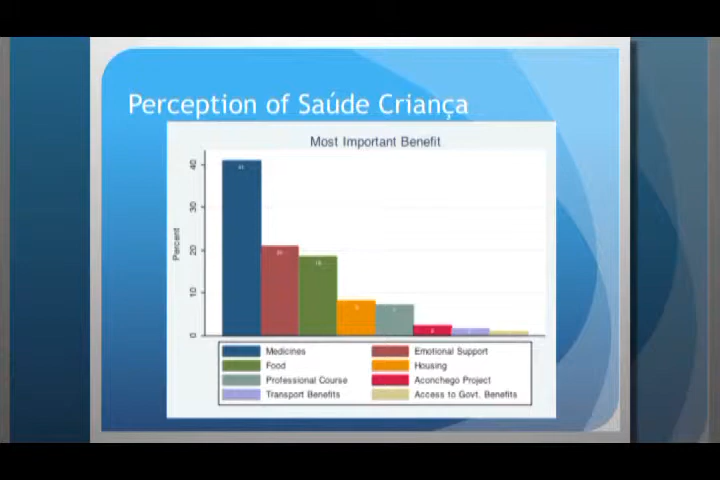 Perception of Saúde Criança
Most Important Benefit
Percent
40
30
20
10
0
Medicines
Emotional Support
Food
Housing
Professional Course
Aconchego Project
Transport Benefits
Access to Govt. Benefits